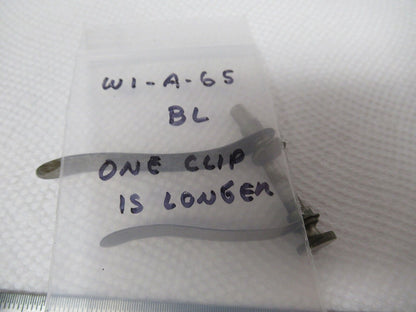 W1-A-65
BL
ONE CLIP
IS LONGER